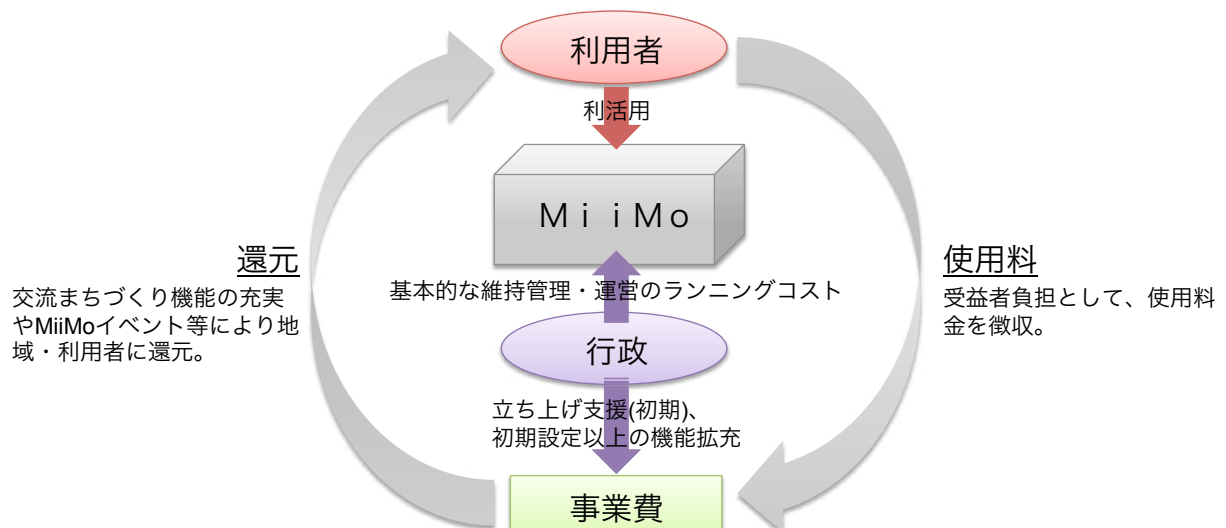 利用者
利活用
ＭｉｉＭｏ
還元
交流まちづくり機能の充実
やMiiMoイベント等により地
域・利用者に還元。
基本的な維持管理・運営のランニングコスト
使用料
受益者負担として、使用料
金を徴収。
行政
立ち上げ支援(初期)、
初期設定以上の機能拡充
事業費